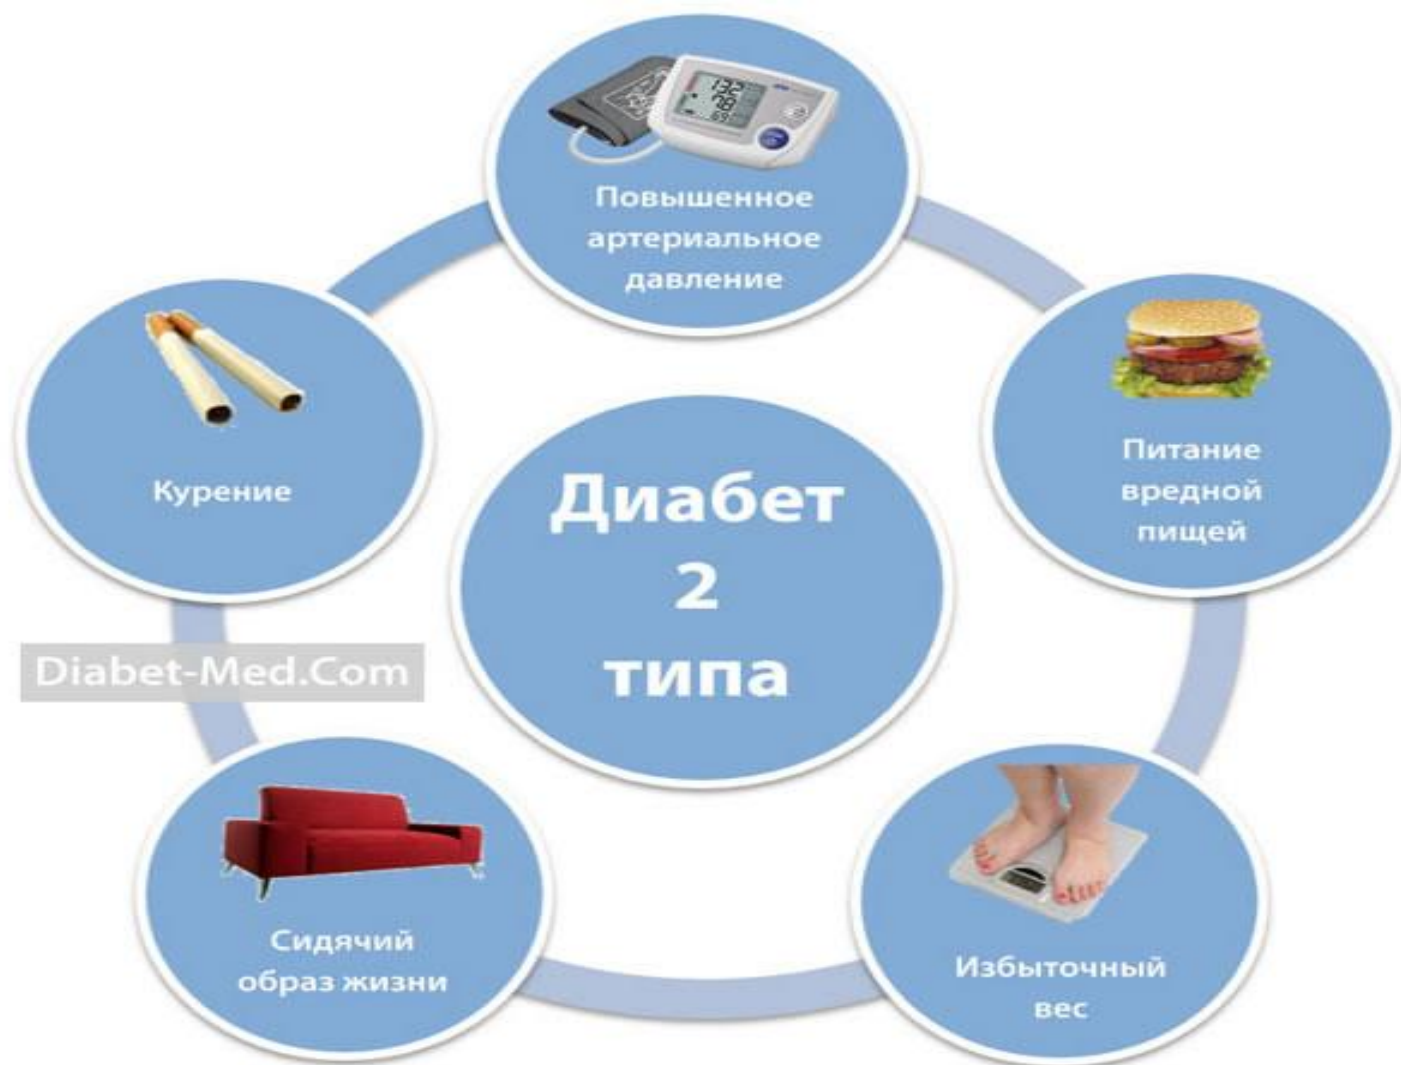 Повышенное
артериальное
давление
Питание
вредной
пищей
Избыточный
вес
Сидячий
образ жизни
Курение
Диабет
2
типа
Diabet-Med.Com